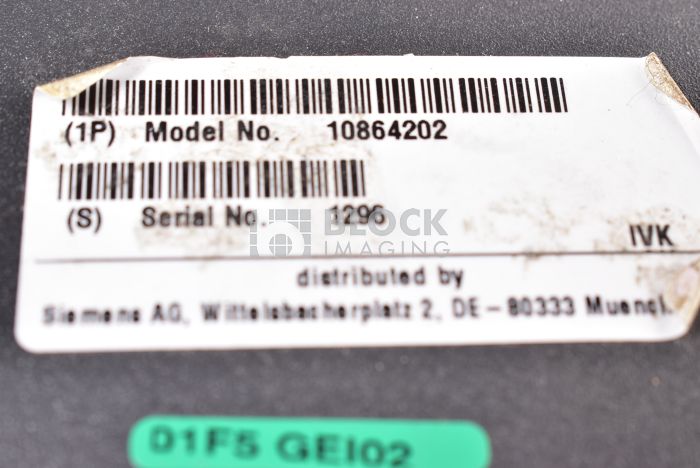 (1P) Model No. 10864202
(S) Serial No. 1296
BLOCK
IMAGING
IVK
distributed by
Siemens AG, Wittelsbacherplatz 2, DE-80333 Muench.
D1F5 GEI02